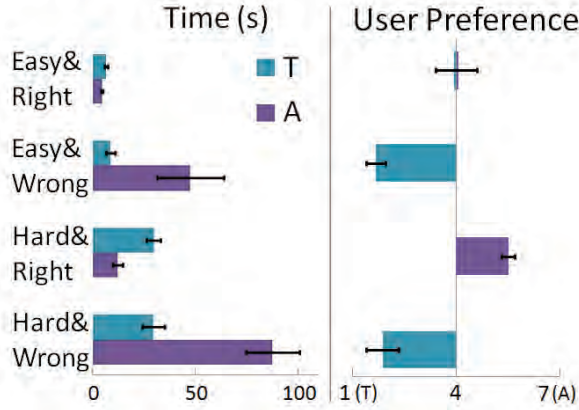 Time (s)
User Preference
T
A
Easy&
Right
Easy&
Wrong
Hard&
Right
Hard&
Wrong
0
50
100
1 (T)
4
7 (A)